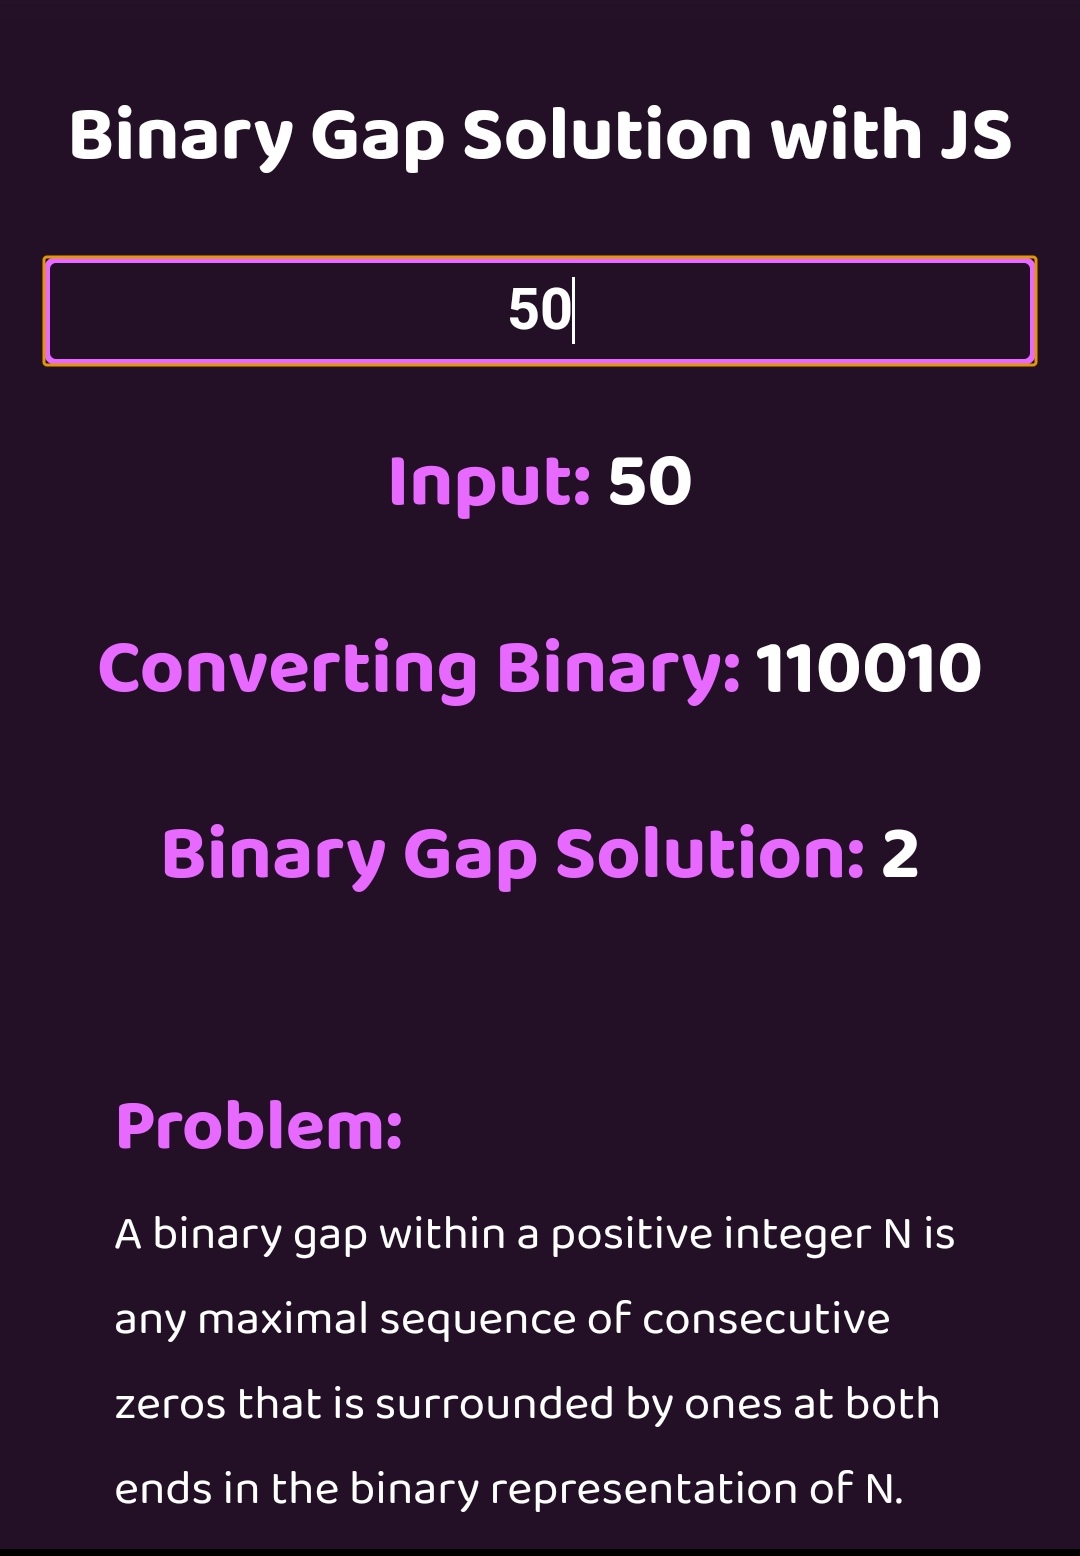 Binary Gap Solution with JS
50
Input: 50
Converting Binary: 110010
Binary Gap Solution: 2
Problem:
A binary gap within a positive integer N is
any maximal sequence of consecutive
zeros that is surrounded by ones at both
ends in the binary representation of N.